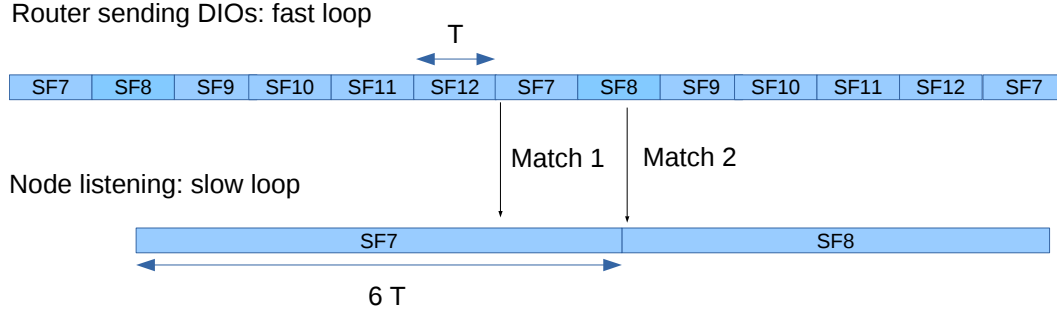 Router sending DIOs: fast loop
T
SF7 SF8 SF9 SF10 SF11 SF12 SF7 SF8 SF9 SF10 SF11 SF12 SF7
Match 1 Match 2
Node listening: slow loop
SF7 SF8
6 T